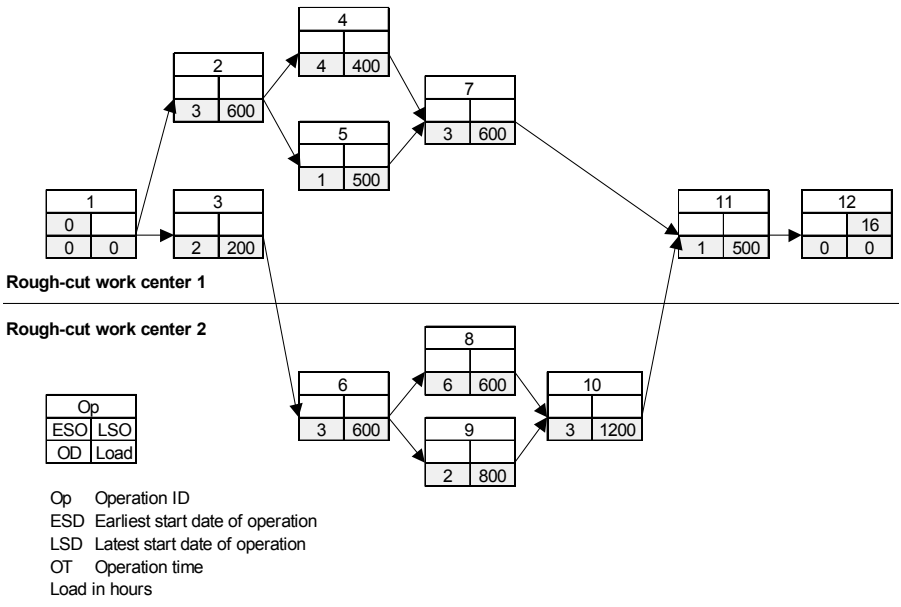 4
4 400
2
3 600
7
3 600
5
1 500
1
0
0 0
3
2 200
11
1 500
12
16
0 0
Rough-cut work center 1
Rough-cut work center 2
8
6 600
6
3 600
10
3 1200
9
2 800
Op
ESO LSO
OD Load
Op Operation ID
ESD Earliest start date of operation
LSD Latest start date of operation
OT Operation time
Load in hours